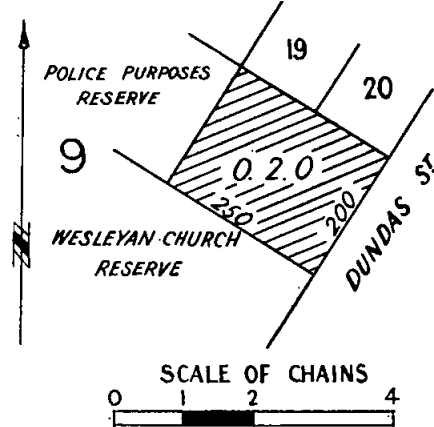 19
POLICE PURPOSES
RESERVE
20
9
0.2.0
250
200
DUNDAS ST.
WESLEYAN CHURCH
RESERVE
SCALE OF CHAINS
0 1 2 4